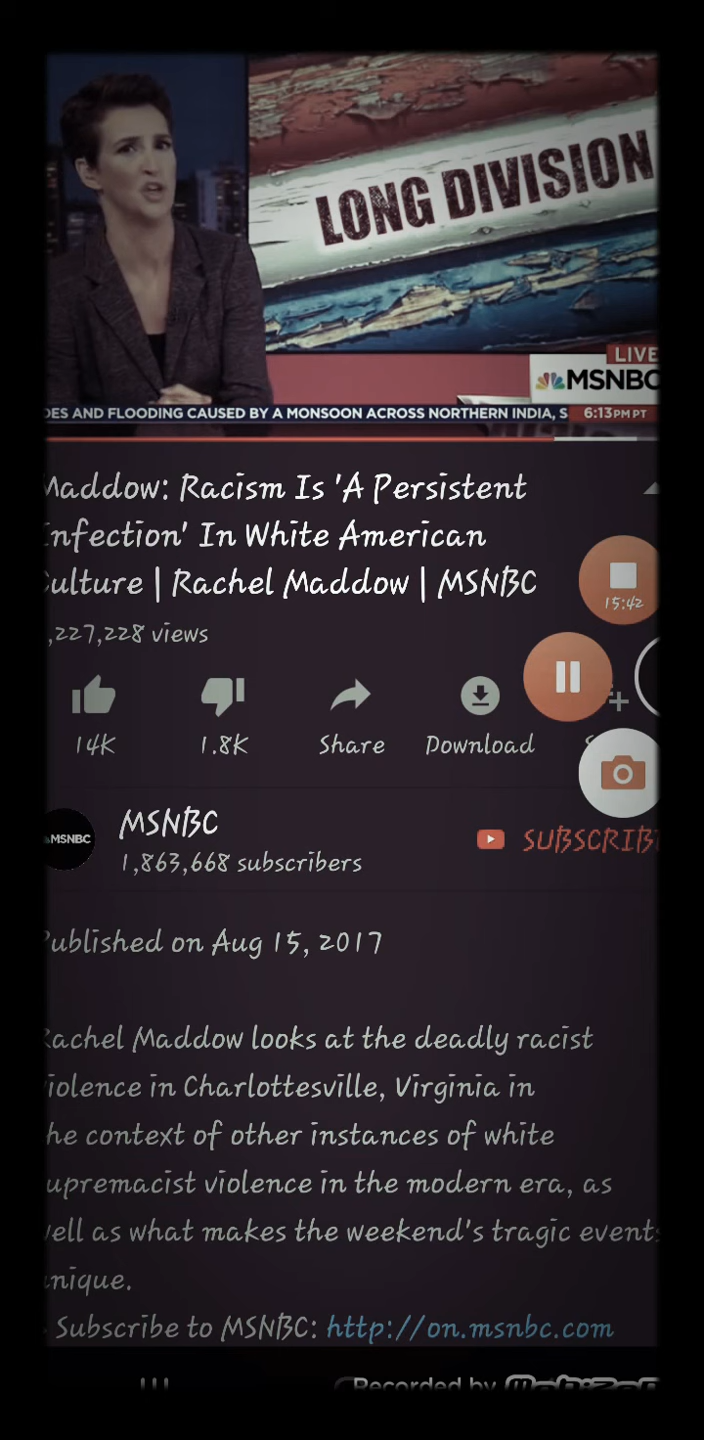 LONG DIVISION
LIVE
MSNBC
DES AND FLOODING CAUSED BY A MONSOON ACROSS NORTHERN INDIA, S 6:13PM PT
Maddow: Racism Is 'A Persistent
Infection' In White American
Culture | Rachel Maddow | MSNBC
,227,228 views
15:42
14K 1.8K Share Download S
MSNBC
MSNBC
1,863,668 subscribers
SUBSCRIBE
Published on Aug 15, 2017
Rachel Maddow looks at the deadly racist
violence in Charlottesville, Virginia in
the context of other instances of white
supremacist violence in the modern era, as
well as what makes the weekend's tragic events
unique.
Subscribe to MSNBC: http://on.msnbc.com
Recorded by